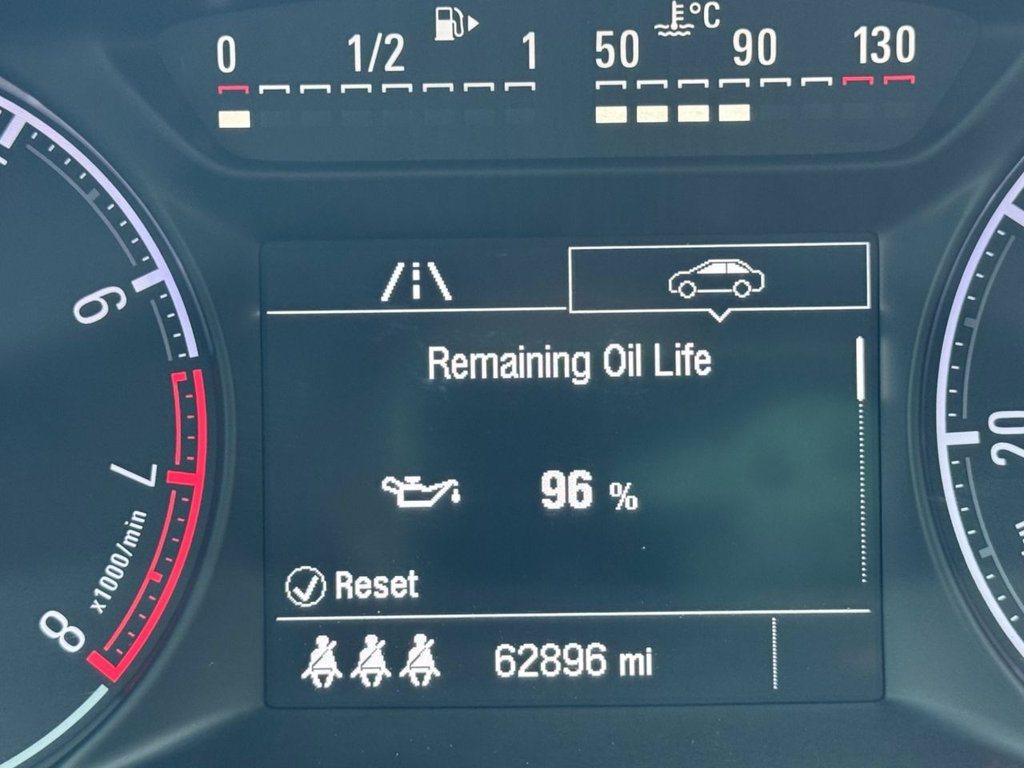 0 1/2 1
50 90 130
°C
6
7
8
x1000/min
20
Remaining Oil Life
96 %
Reset
62896 mi